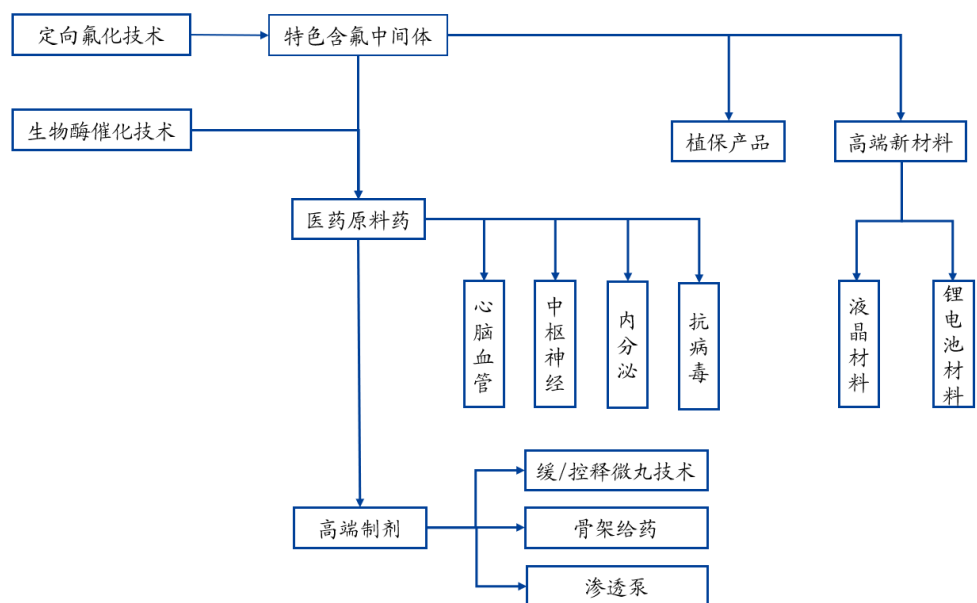 定向氟化技术
特色含氟中间体
生物酶催化技术
植保产品
高端新材料
医药原料药
心脑血管
中枢神经
内分泌
抗病毒
液晶材料
锂电池材料
缓/控释微丸技术
高端制剂
骨架给药
渗透泵